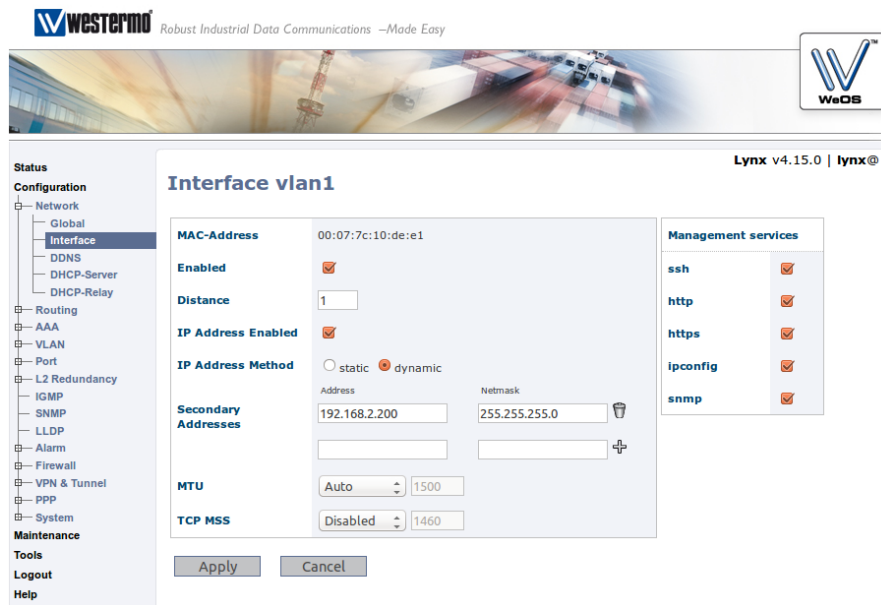 Westermo Robust Industrial Data Communications –Made Easy
WeOS
™
Lynx v4.15.0 | lynx@
Status
Configuration
Network
Global
Interface
DDNS
DHCP-Server
DHCP-Relay
Routing
AAA
VLAN
Port
L2 Redundancy
IGMP
SNMP
LLDP
Alarm
Firewall
VPN & Tunnel
PPP
System
Maintenance
Tools
Logout
Help
Interface vlan1
MAC-Address 00:07:7c:10:de:e1
Enabled
Distance 1
IP Address Enabled
IP Address Method static dynamic
Address Netmask
Secondary Addresses 192.168.2.200 255.255.255.0
MTU Auto 1500
TCP MSS Disabled 1460
Apply Cancel
Management services
ssh
http
https
ipconfig
snmp